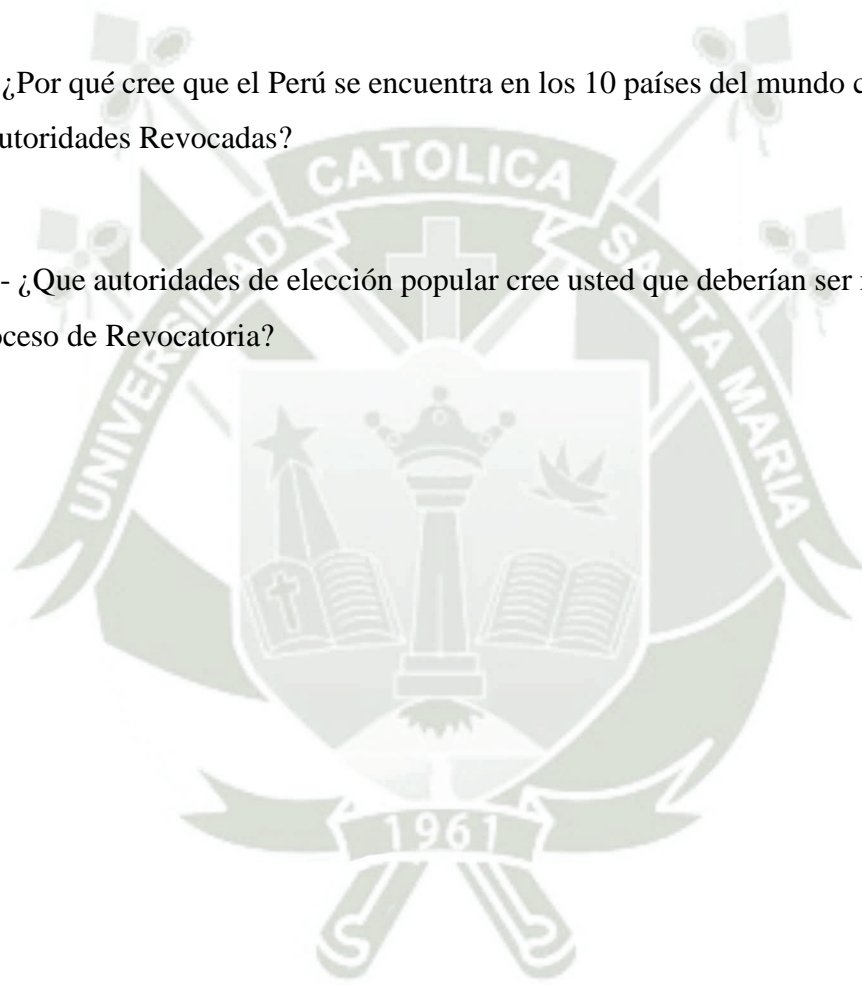 ¿Por qué cree que el Perú se encuentra en los 10 países del mundo c
utoridades Revocadas?
- ¿Que autoridades de elección popular cree usted que deberían ser
oceso de Revocatoria?
UNIVERSIDAD CATOLICA SANTA MARIA
1961